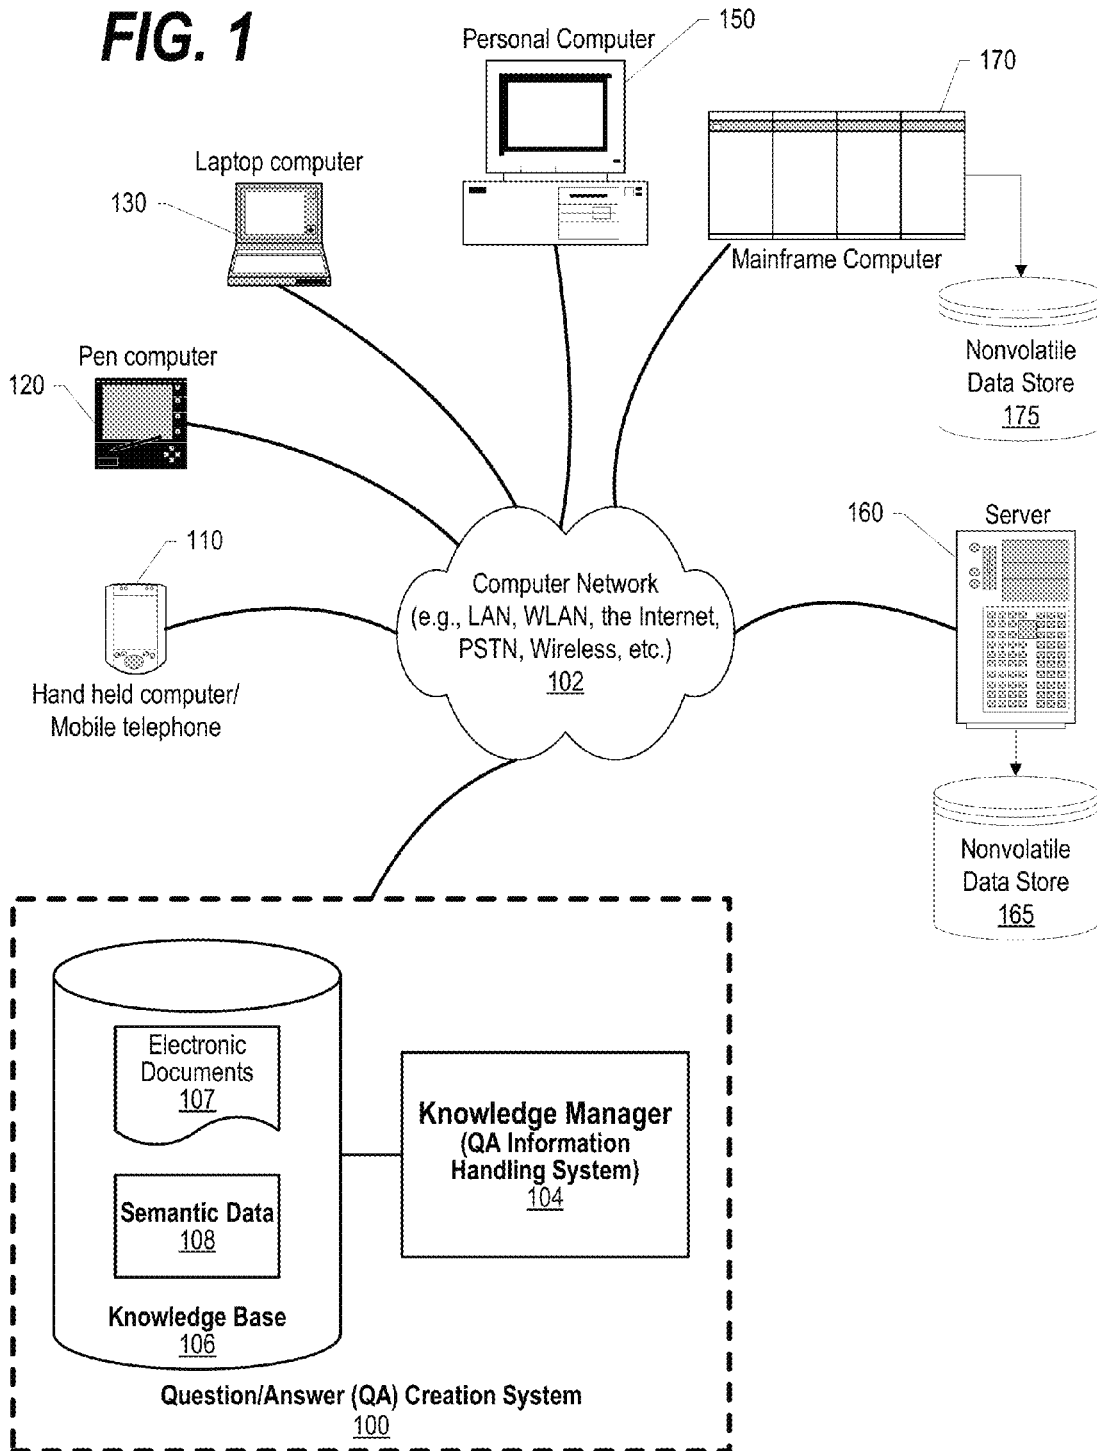 FIG. 1
Personal Computer
150
170
Laptop computer
130
Mainframe Computer
Pen computer
120
Nonvolatile
Data Store
175
160
Server
110
Computer Network
(e.g., LAN, WLAN, the Internet,
PSTN, Wireless, etc.)
102
Hand held computer/
Mobile telephone
Nonvolatile
Data Store
165
Electronic
Documents
107
Knowledge Manager
(QA Information
Handling System)
104
Semantic Data
108
Knowledge Base
106
Question/Answer (QA) Creation System
100